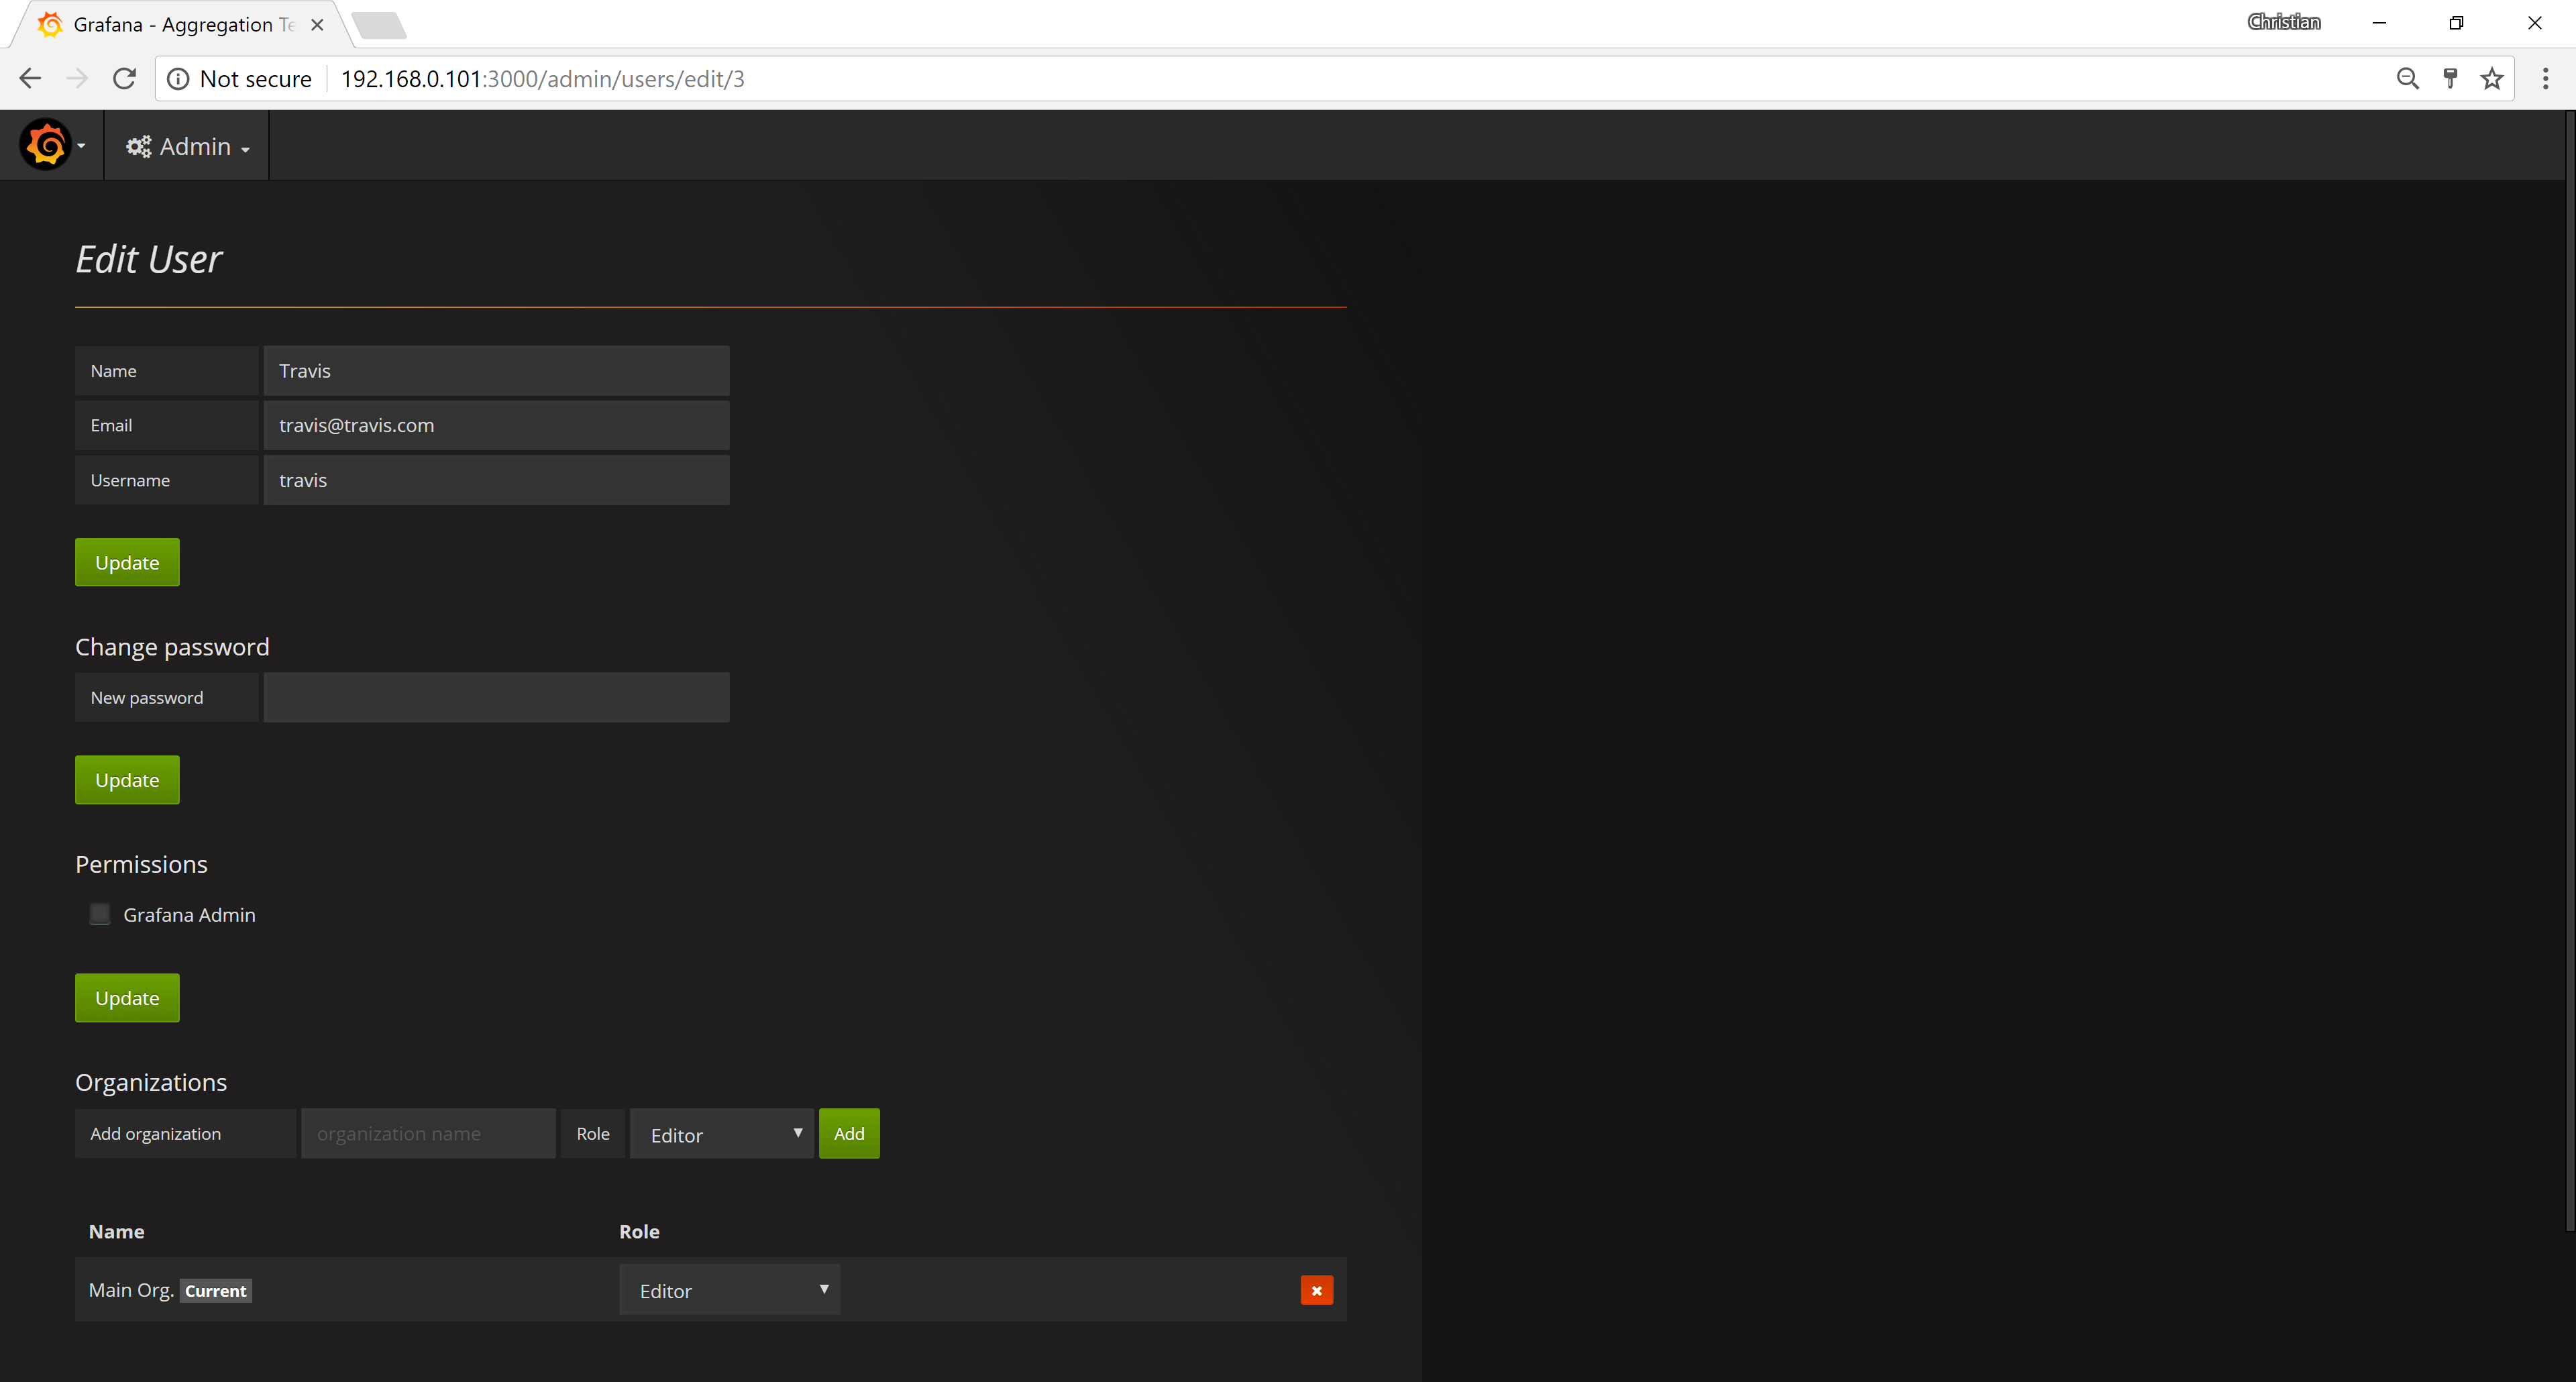 Grafana - Aggregation Te
Christian
Not secure 192.168.0.101:3000/admin/users/edit/3
Admin
Edit User
Name Travis
Email travis@travis.com
Username travis
Update
Change password
New password
Update
Permissions
Grafana Admin
Update
Organizations
Add organization organization name Role Editor Add
Name Role
Main Org. Current Editor